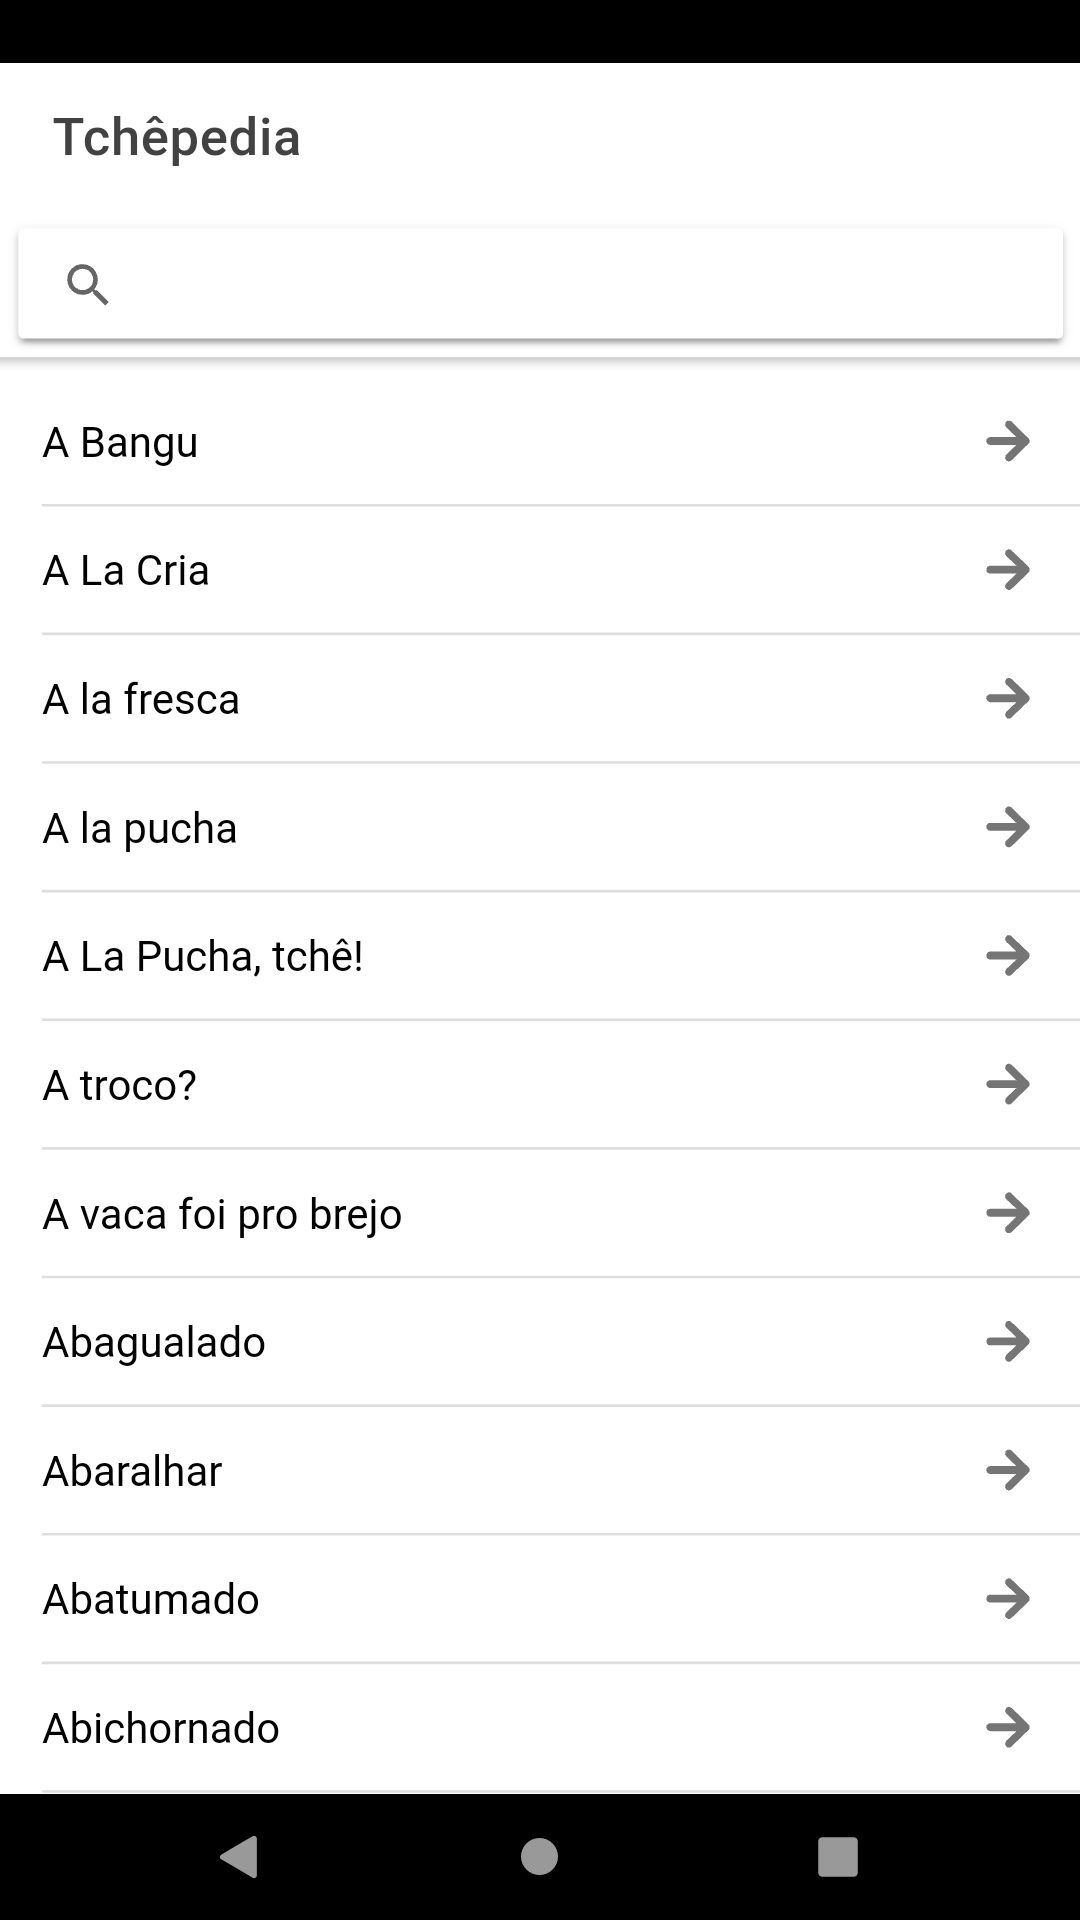 Tchêpedia
A Bangu
A La Cria
A la fresca
A la pucha
A La Pucha, tchê!
A troco?
A vaca foi pro brejo
Abagualado
Abaralhar
Abatumado
Abichornado